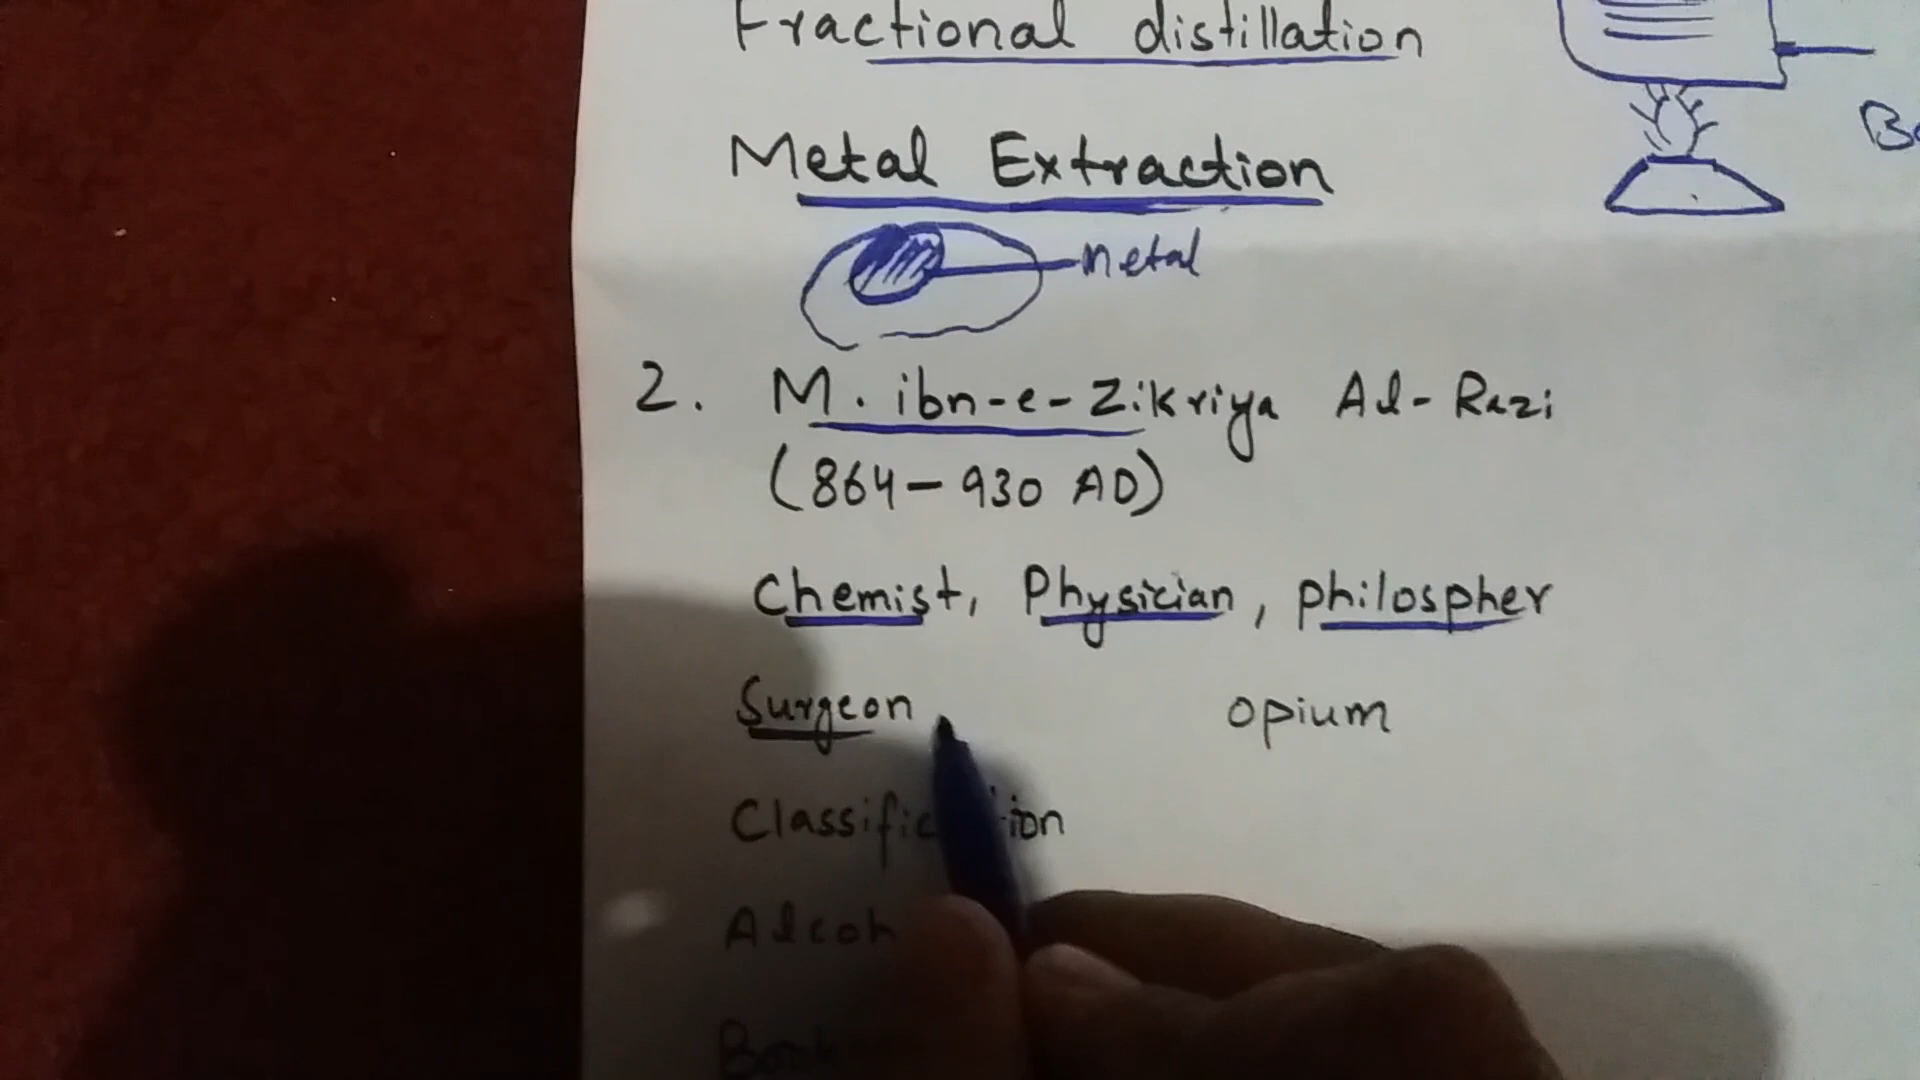 Fractional distillation
Metal Extraction
metal
2. M. ibn-e-Zikriya Al-Razi
(864-930 AD)
Chemist, Physician, philospher
Surgeon
opium